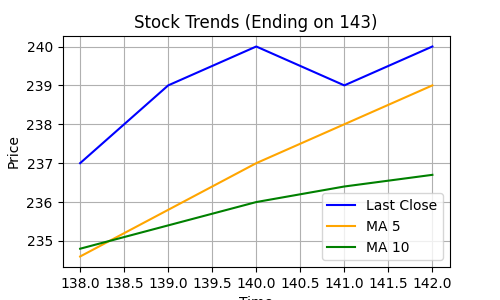 Stock Trends (Ending on 143)
Price
240
239
238
237
236
235
Last Close
MA 5
MA 10
138.0 138.5 139.0 139.5 140.0 140.5 141.0 141.5 142.0
Time